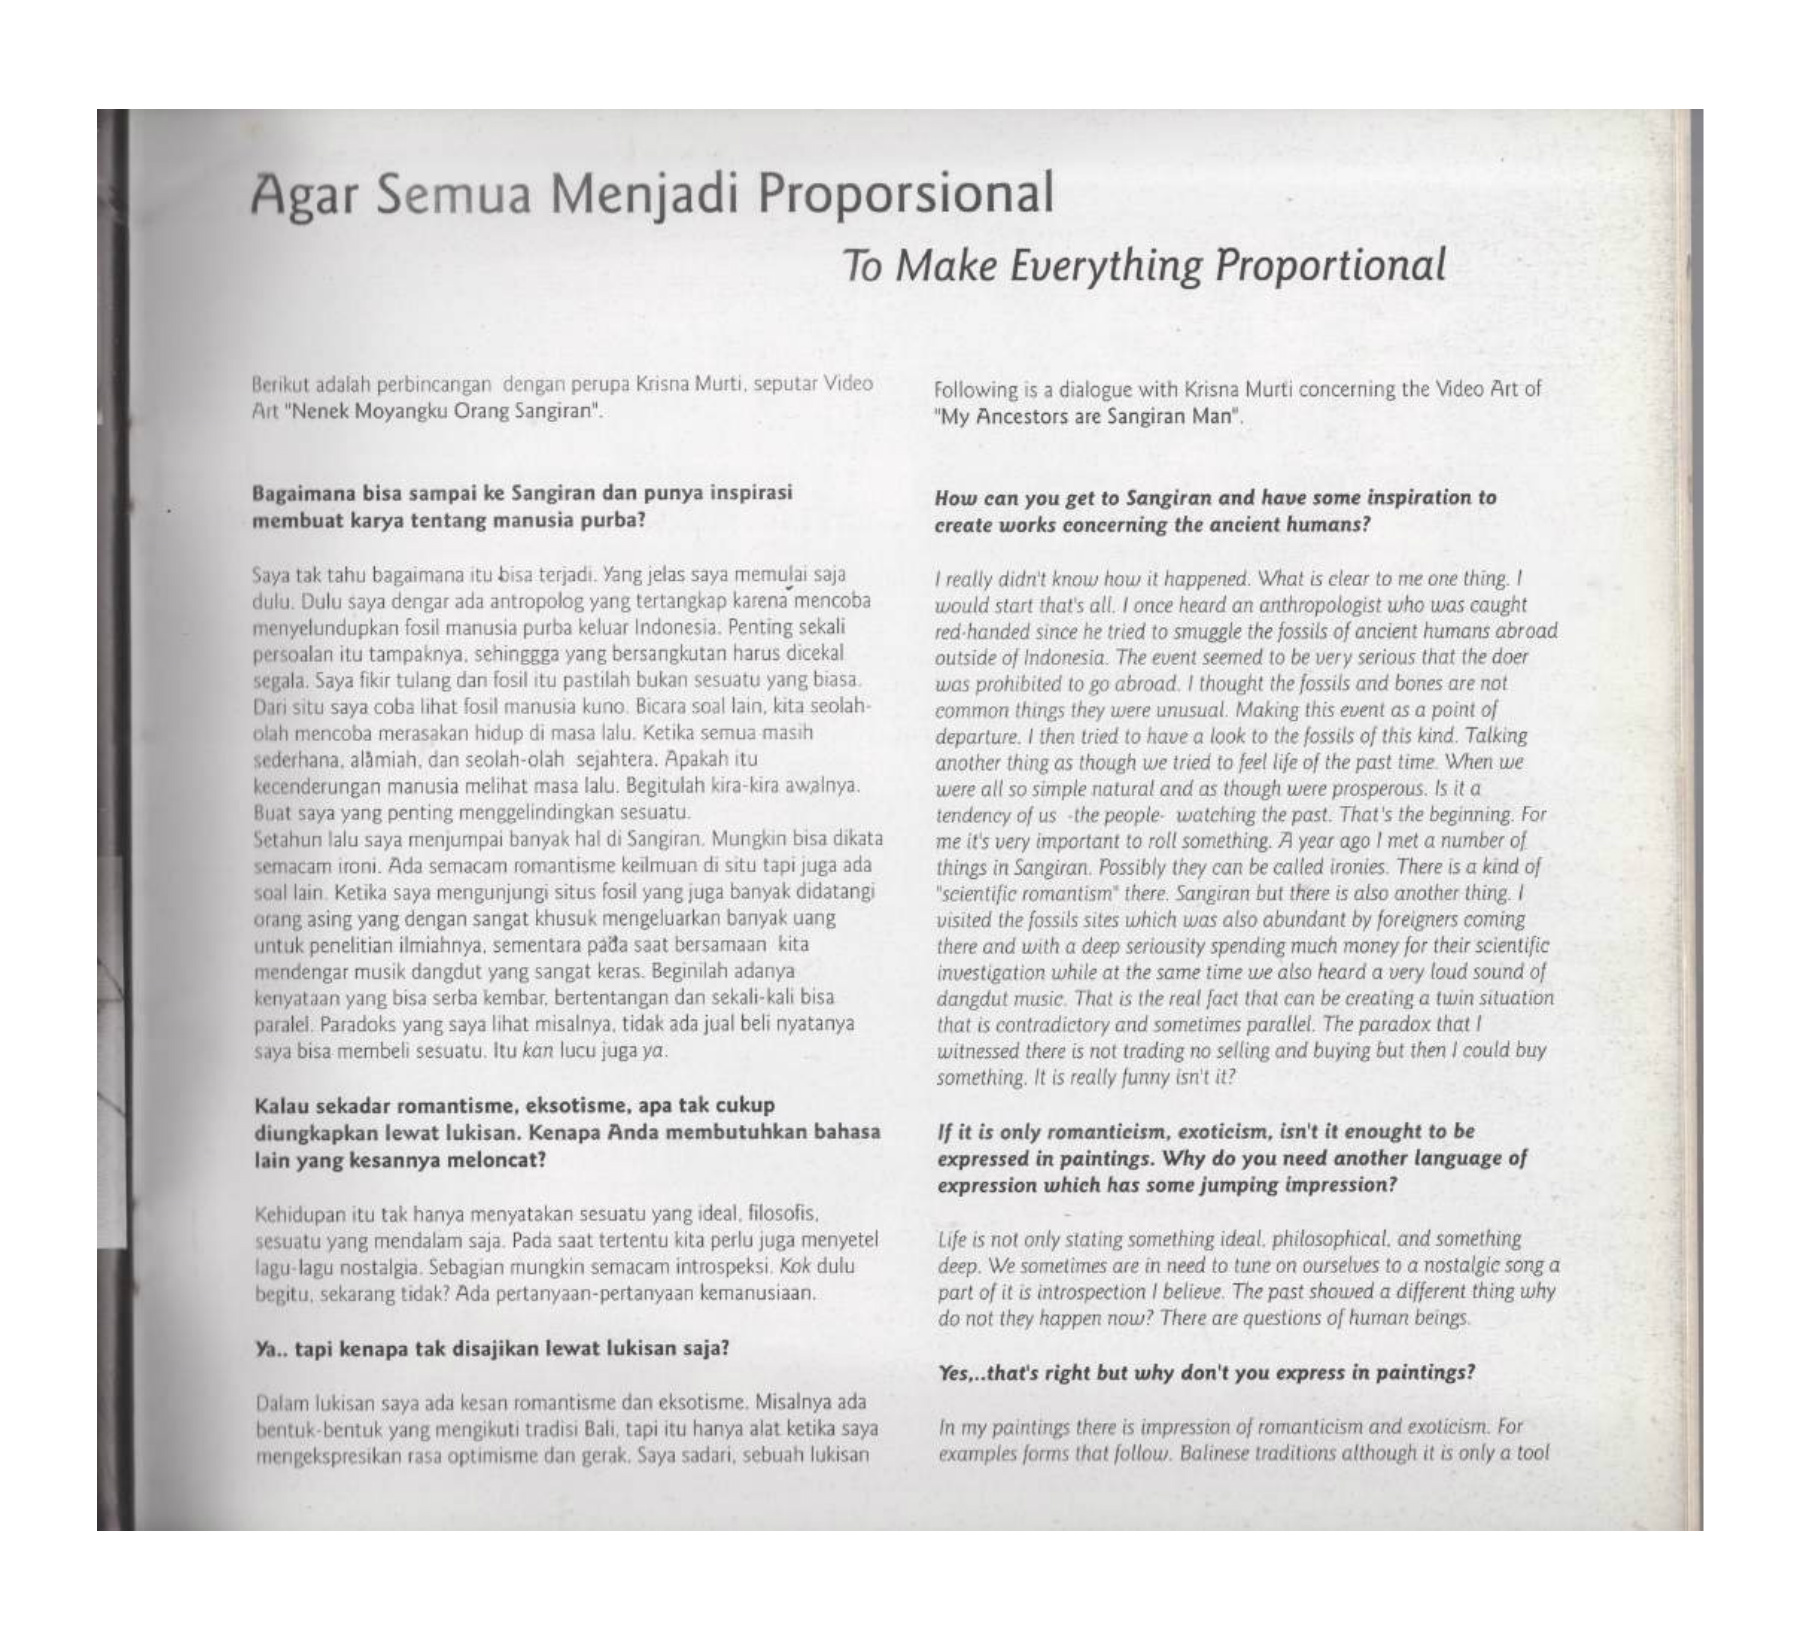 Agar Semua Menjadi Proporsional
To Make Everything Proportional
Berikut adalah perbincangan dengan perupa Krisna Murti, seputar Video
Art "Nenek Moyangku Orang Sangiran".
Bagaimana bisa sampai ke Sangiran dan punya inspirasi
membuat karya tentang manusia purba?
Saya tak tahu bagaimana itu bisa terjadi. Yang jelas saya memulai saja
dulu. Dulu saya dengar ada antropolog yang tertangkap karena mencoba
menyelundupkan fosil manusia purba keluar Indonesia. Penting sekali
persoalan itu tampaknya, sehinggga yang bersangkutan harus dicekal
segala. Saya fikir tulang dan fosil itu pastilah bukan sesuatu yang biasa.
Dari situ saya coba lihat fosil manusia kuno. Bicara soal lain, kita seolah-
olah mencoba merasakan hidup di masa lalu. Ketika semua masih
sederhana, alamiah, dan seolah-olah sejahtera. Apakah itu
kecenderungan manusia melihat masa lalu. Begitulah kira-kira awalnya.
Buat saya yang penting menggelindingkan sesuatu.
Setahun lalu saya menjumpai banyak hal di Sangiran. Mungkin bisa dikata
semacam ironi. Ada semacam romantisme keilmuan di situ tapi juga ada
soal lain. Ketika saya mengunjungi situs fosil yang juga banyak didatangi
orang asing yang dengan sangat khusuk mengeluarkan banyak uang
untuk penelitian ilmiahnya, sementara pada saat bersamaan kita
mendengar musik dangdut yang sangat keras. Beginilah adanya
kenyataan yang bisa serba kembar, bertentangan dan sekali-kali bisa
paralel. Paradoks yang saya lihat misalnya, tidak ada jual beli nyatanya
saya bisa membeli sesuatu. Itu kan lucu juga ya.
Kalau sekadar romantisme, eksotisme, apa tak cukup
diungkapkan lewat lukisan. Kenapa Anda membutuhkan bahasa
lain yang kesannya meloncat?
Kehidupan itu tak hanya menyatakan sesuatu yang ideal, filosofis,
sesuatu yang mendalam saja. Pada saat tertentu kita perlu juga menyetel
lagu-lagu nostalgia. Sebagian mungkin semacam introspeksi. Kok dulu
begitu, sekarang tidak? Ada pertanyaan-pertanyaan kemanusiaan.
Ya.. tapi kenapa tak disajikan lewat lukisan saja?
Dalam lukisan saya ada kesan romantisme dan eksotisme. Misalnya ada
bentuk-bentuk yang mengikuti tradisi Bali, tapi itu hanya alat ketika saya
mengekspresikan rasa optimisme dan gerak. Saya sadari, sebuah lukisan
Following is a dialogue with Krisna Murti concerning the Video Art of
"My Ancestors are Sangiran Man".
How can you get to Sangiran and have some inspiration to
create works concerning the ancient humans?
I really didn't know how it happened. What is clear to me one thing. I
would start that's all. I once heard an anthropologist who was caught
red-handed since he tried to smuggle the fossils of ancient humans abroad
outside of Indonesia. The event seemed to be very serious that the doer
was prohibited to go abroad. I thought the fossils and bones are not
common things they were unusual. Making this event as a point of
departure. I then tried to have a look to the fossils of this kind. Talking
another thing as though we tried to feel life of the past time. When we
were all so simple natural and as though were prosperous. Is it a
tendency of us -the people- watching the past. That's the beginning. For
me it's very important to roll something. A year ago I met a number of
things in Sangiran. Possibly they can be called ironies. There is a kind of
"scientific romantism" there. Sangiran but there is also another thing. I
visited the fossils sites which was also abundant by foreigners coming
there and with a deep seriousity spending much money for their scientific
investigation while at the same time we also heard a very loud sound of
dangdut music. That is the real fact that can be creating a twin situation
that is contradictory and sometimes parallel. The paradox that I
witnessed there is not trading no selling and buying but then I could buy
something. It is really funny isn't it?
If it is only romanticism, exoticism, isn't it enought to be
expressed in paintings. Why do you need another language of
expression which has some jumping impression?
Life is not only stating something ideal, philosophical, and something
deep. We sometimes are in need to tune on ourselves to a nostalgic song a
part of it is introspection I believe. The past showed a different thing why
do not they happen now? There are questions of human beings.
Yes,..that's right but why don't you express in paintings?
In my paintings there is impression of romanticism and exoticism. For
examples forms that follow. Balinese traditions although it is only a tool